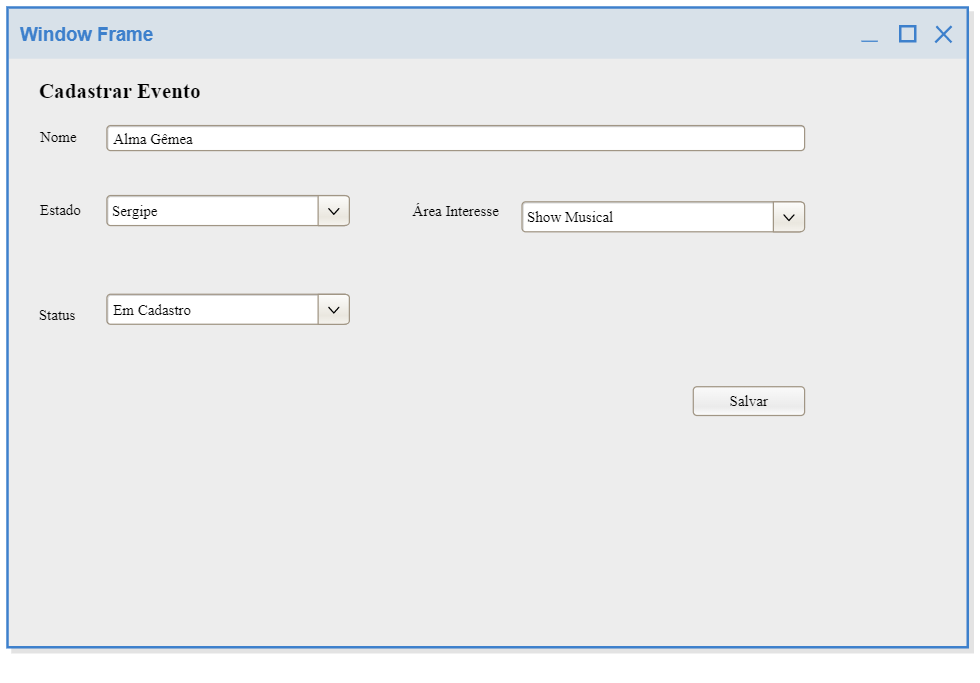 Window Frame
Cadastrar Evento
Nome Alma Gêmea
Estado Sergipe Área Interesse Show Musical
Status Em Cadastro
Salvar